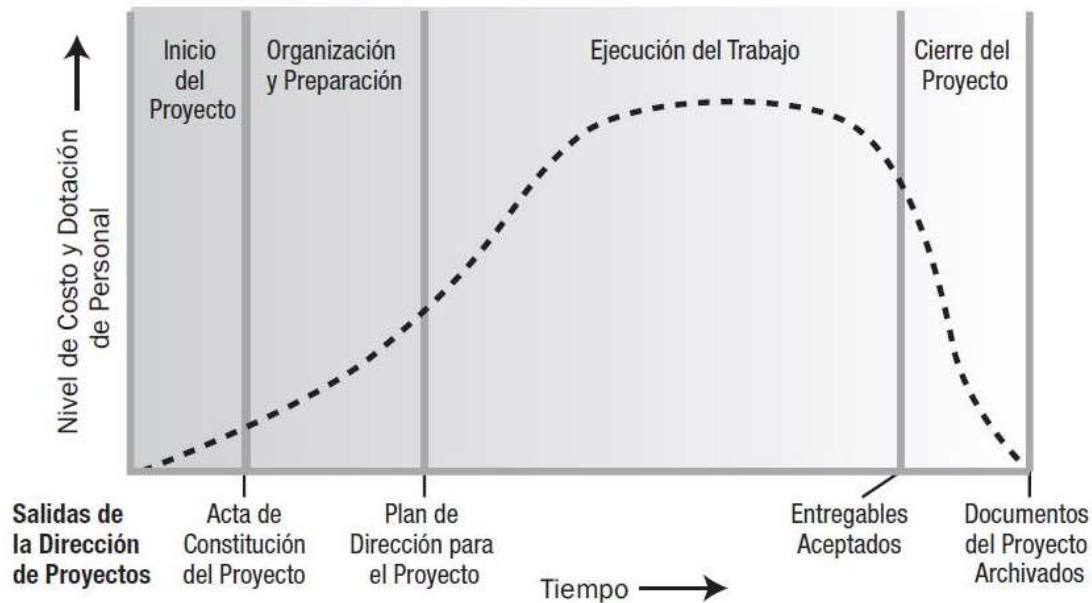 Inicio
del
Proyecto
Organización
y Preparación
Ejecución del Trabajo
Cierre del
Proyecto
Nivel de Costo y Dotación
de Personal
Salidas de
la Dirección
de Proyectos
Acta de
Constitución
del Proyecto
Plan de
Dirección para
el Proyecto
Entregables
Aceptados
Documentos
del Proyecto
Archivados
Tiempo